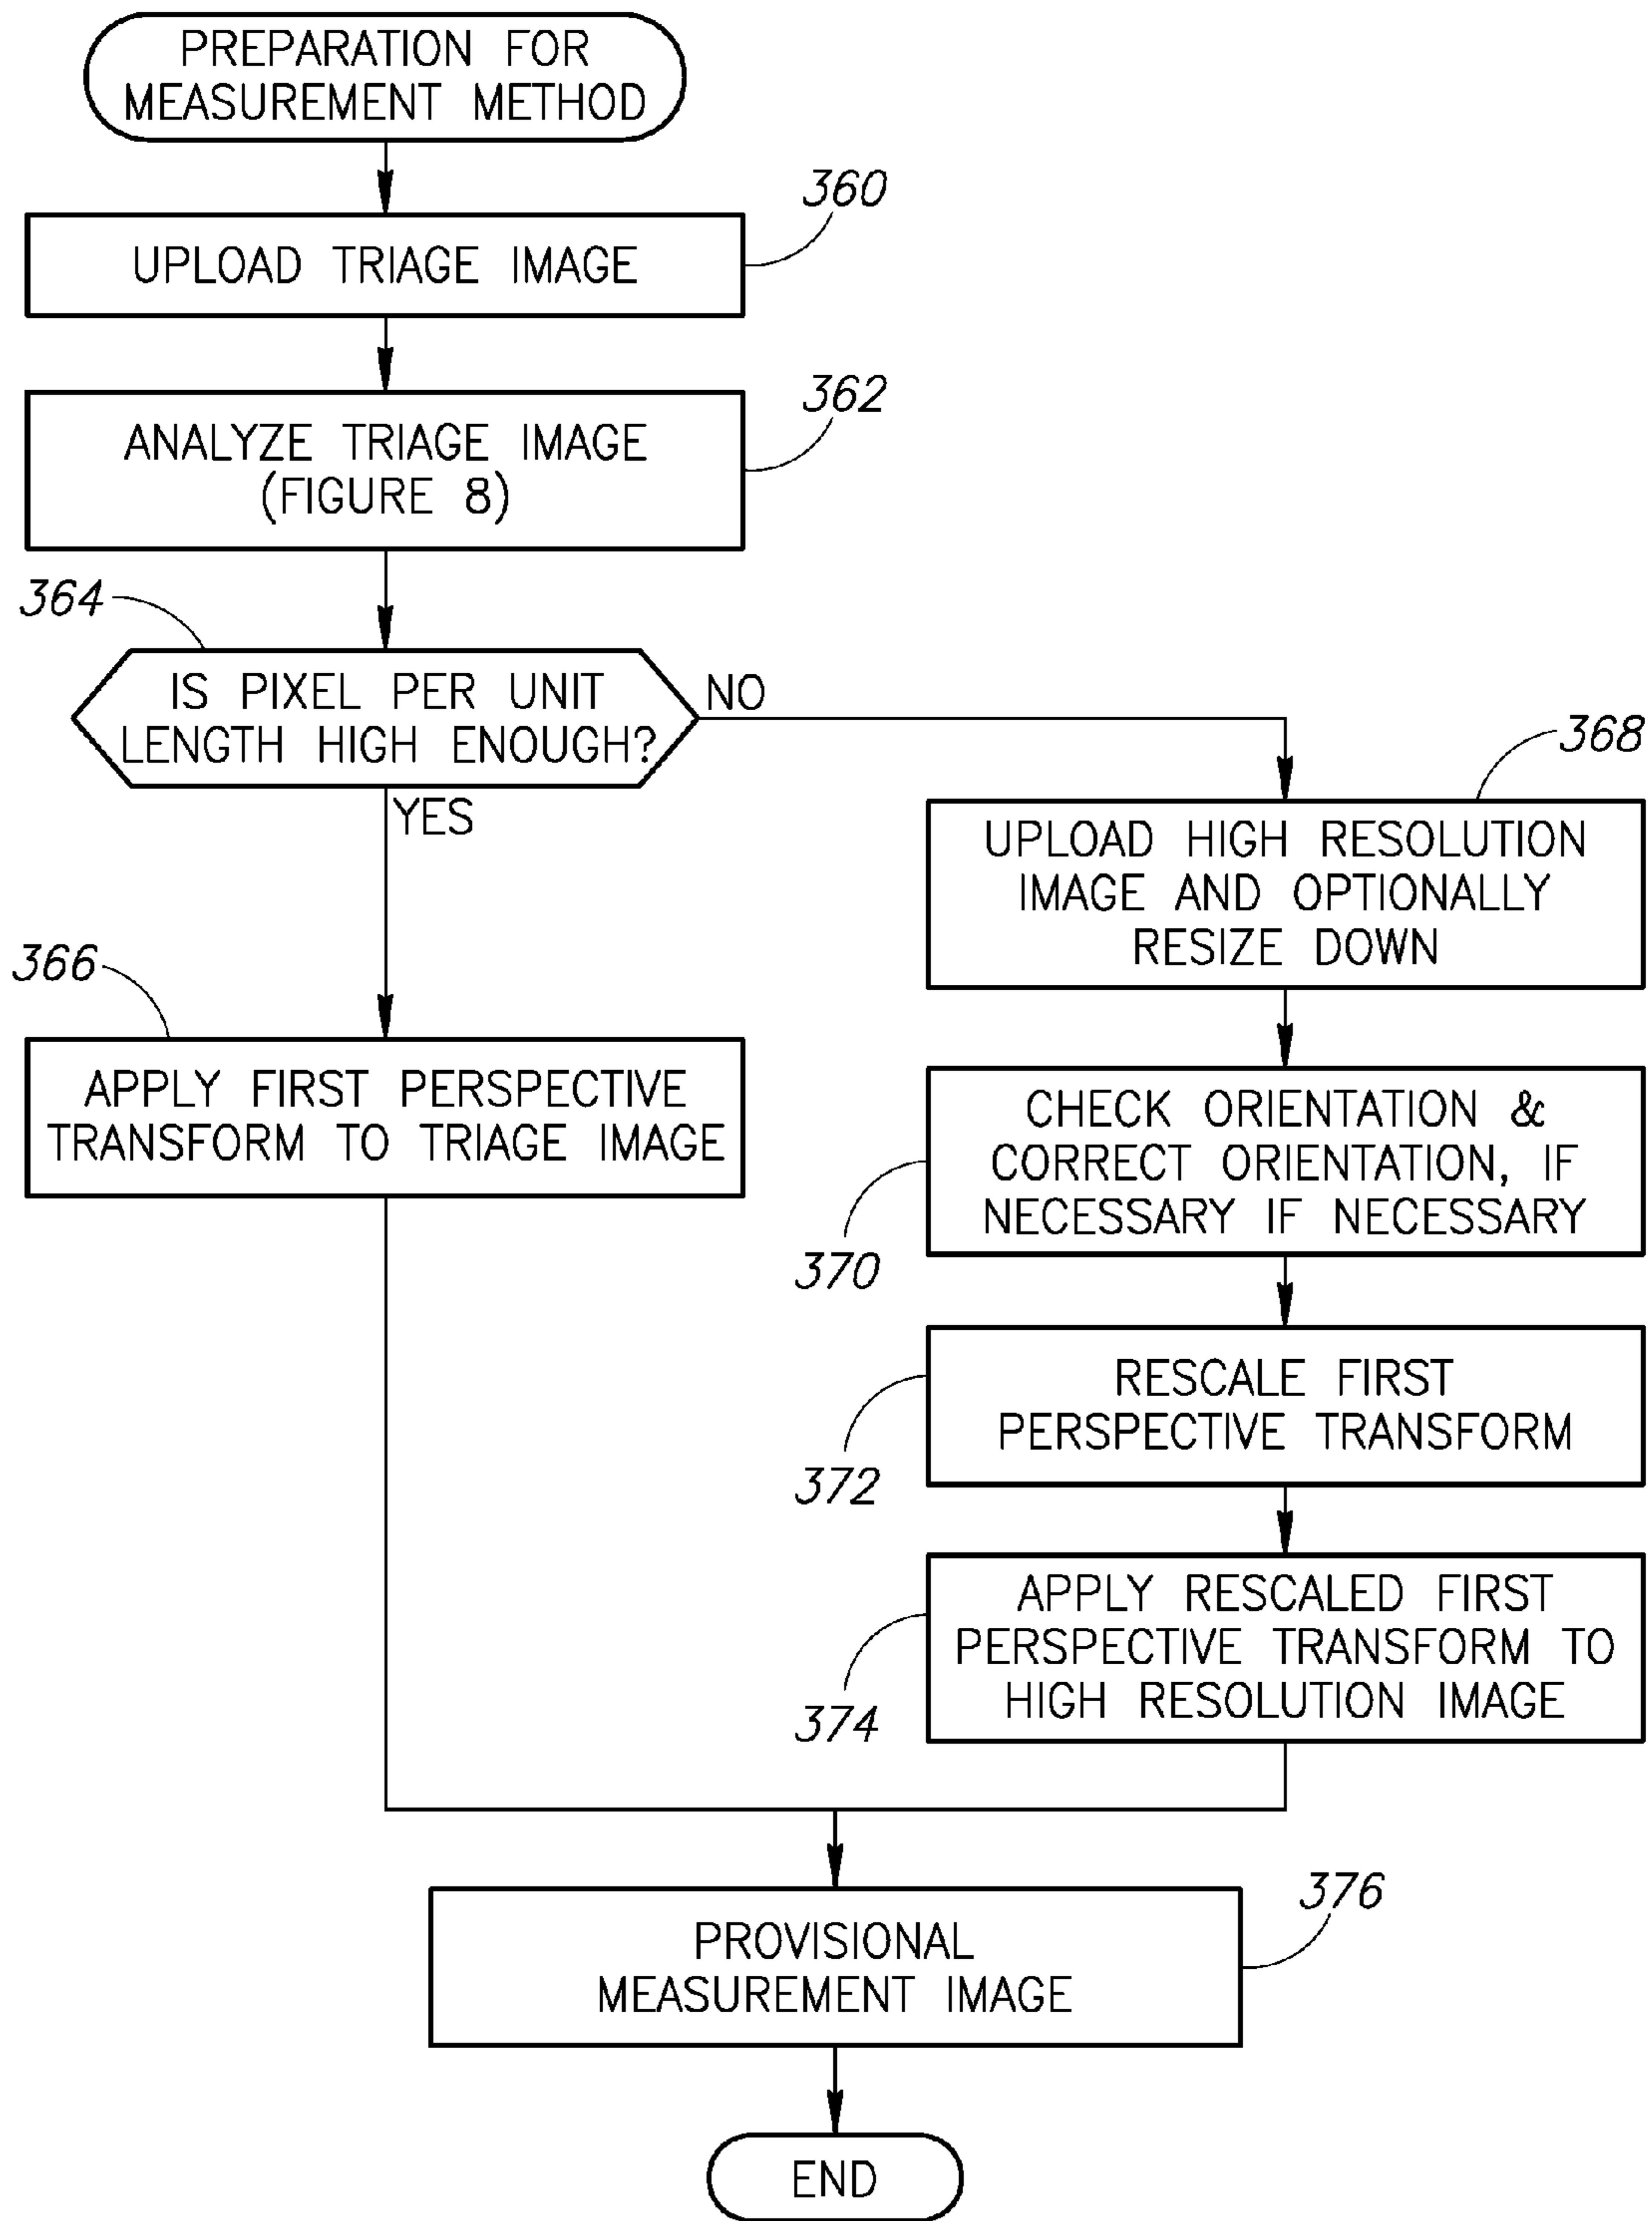 PREPARATION FOR
MEASUREMENT METHOD
360
UPLOAD TRIAGE IMAGE
362
ANALYZE TRIAGE IMAGE
(FIGURE 8)
364
IS PIXEL PER UNIT
LENGTH HIGH ENOUGH?
NO
YES
368
UPLOAD HIGH RESOLUTION
IMAGE AND OPTIONALLY
RESIZE DOWN
366
APPLY FIRST PERSPECTIVE
TRANSFORM TO TRIAGE IMAGE
CHECK ORIENTATION &
CORRECT ORIENTATION, IF
NECESSARY IF NECESSARY
370
RESCALE FIRST
PERSPECTIVE TRANSFORM
372
APPLY RESCALED FIRST
PERSPECTIVE TRANSFORM TO
HIGH RESOLUTION IMAGE
374
376
PROVISIONAL
MEASUREMENT IMAGE
END